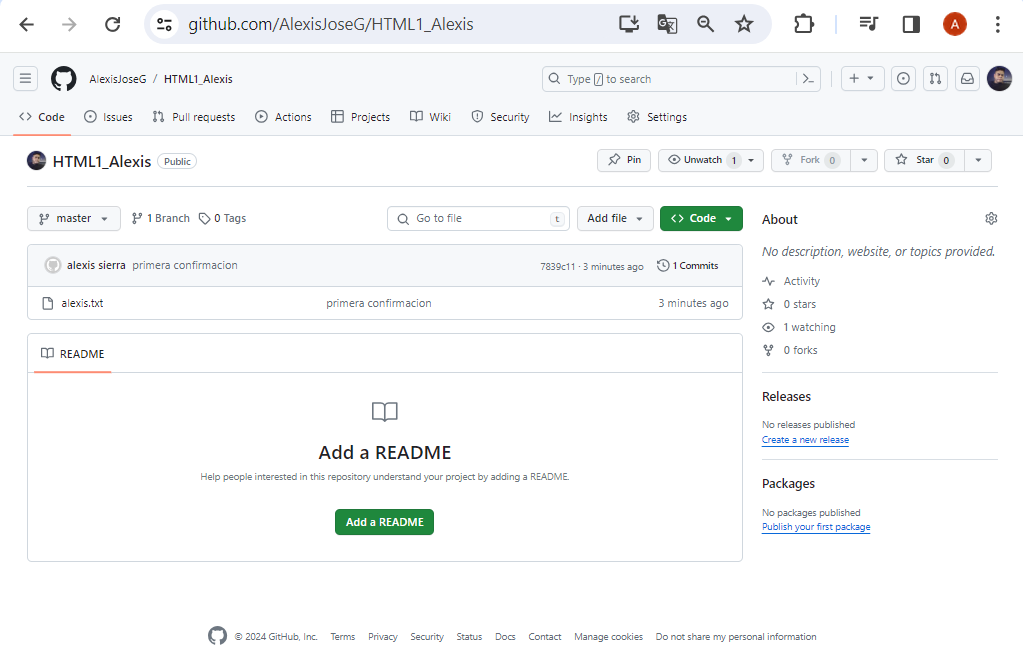 github.com/AlexisJoseG/HTML1_Alexis
A
AlexisJoseG / HTML1_Alexis
Type / to search
Code Issues Pull requests Actions Projects Wiki Security Insights Settings
HTML1_Alexis Public
Pin Unwatch 1 Fork 0 Star 0
master 1 Branch 0 Tags
Go to file t Add file Code
About
No description, website, or topics provided.
alexis sierra primera confirmacion 7839c11 · 3 minutes ago 1 Commits
alexis.txt primera confirmacion 3 minutes ago
Activity
0 stars
1 watching
0 forks
README
Add a README
Help people interested in this repository understand your project by adding a README.
Add a README
Releases
No releases published
Create a new release
Packages
No packages published
Publish your first package
© 2024 GitHub, Inc. Terms Privacy Security Status Docs Contact Manage cookies Do not share my personal information